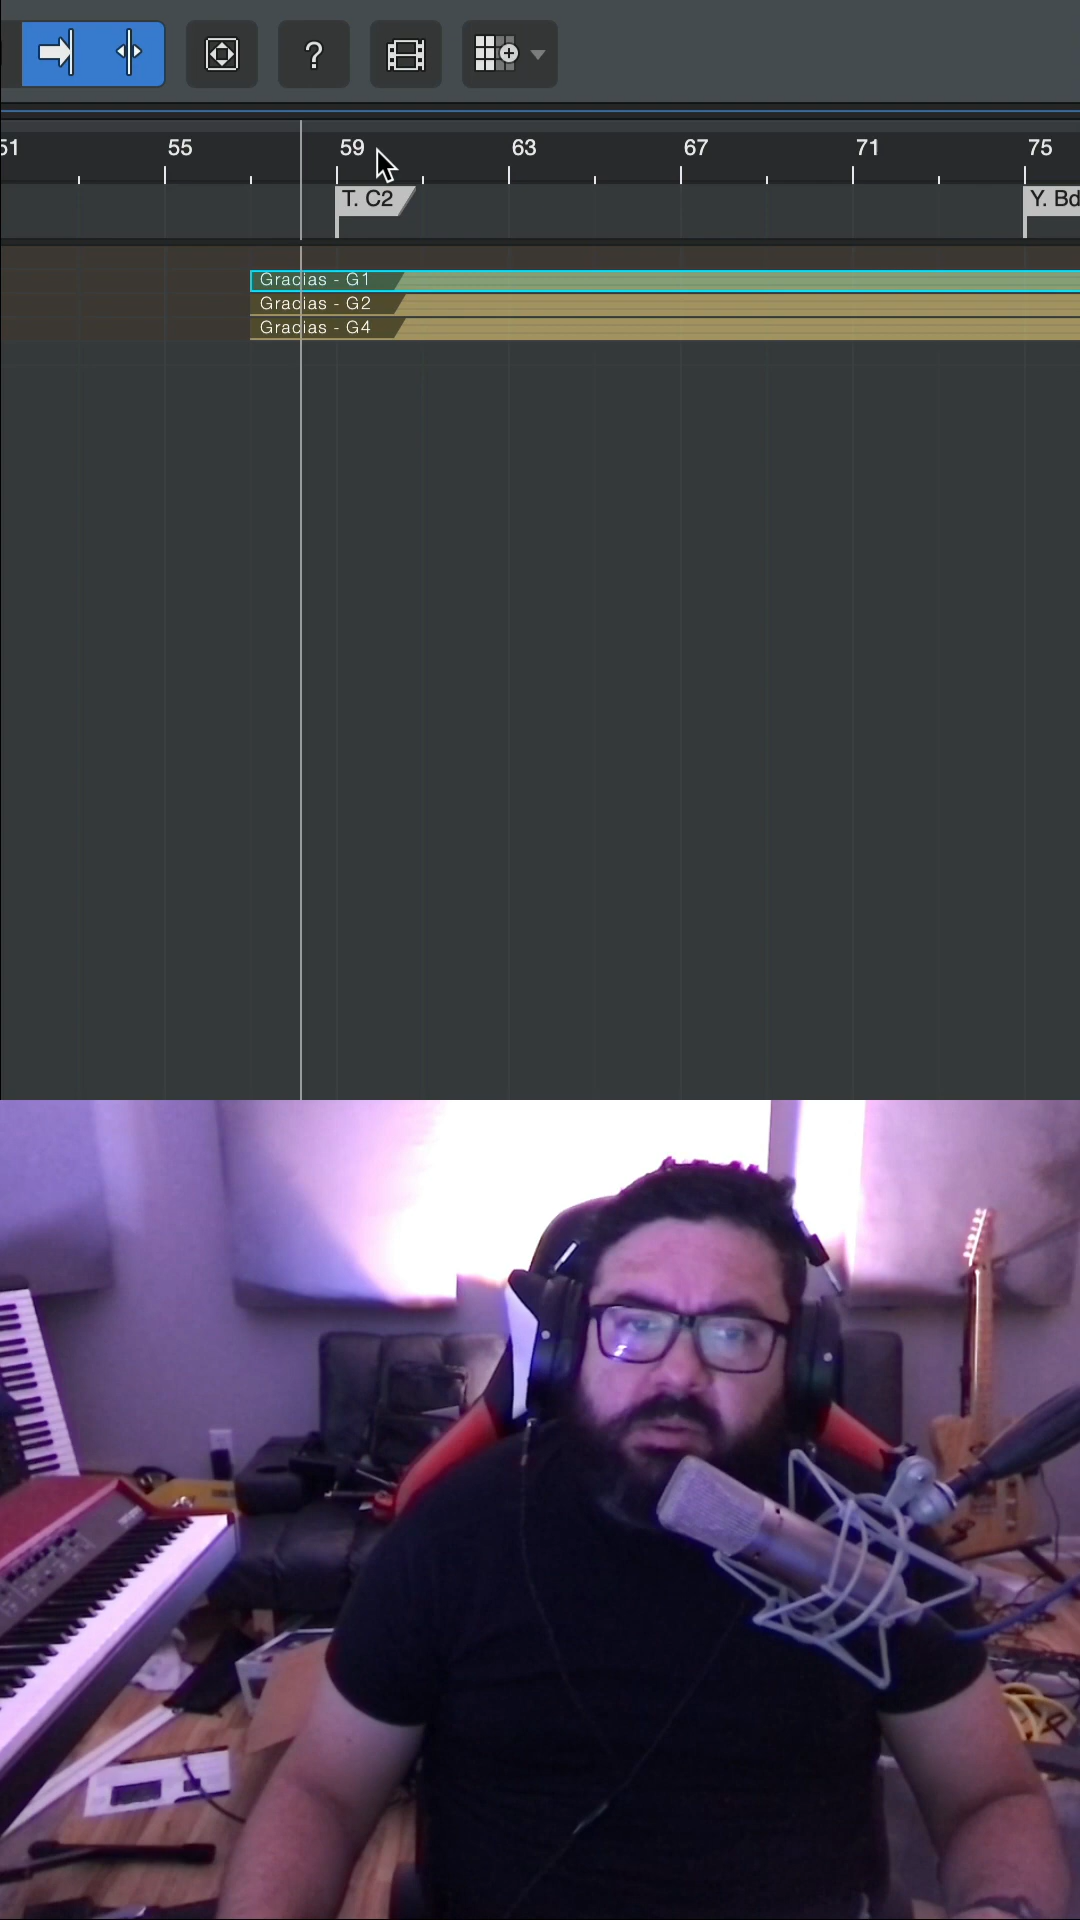 ?
51 55 59 63 67 71 75
T. C2 Y. Bd
Gracias - G1
Gracias - G2
Gracias - G4